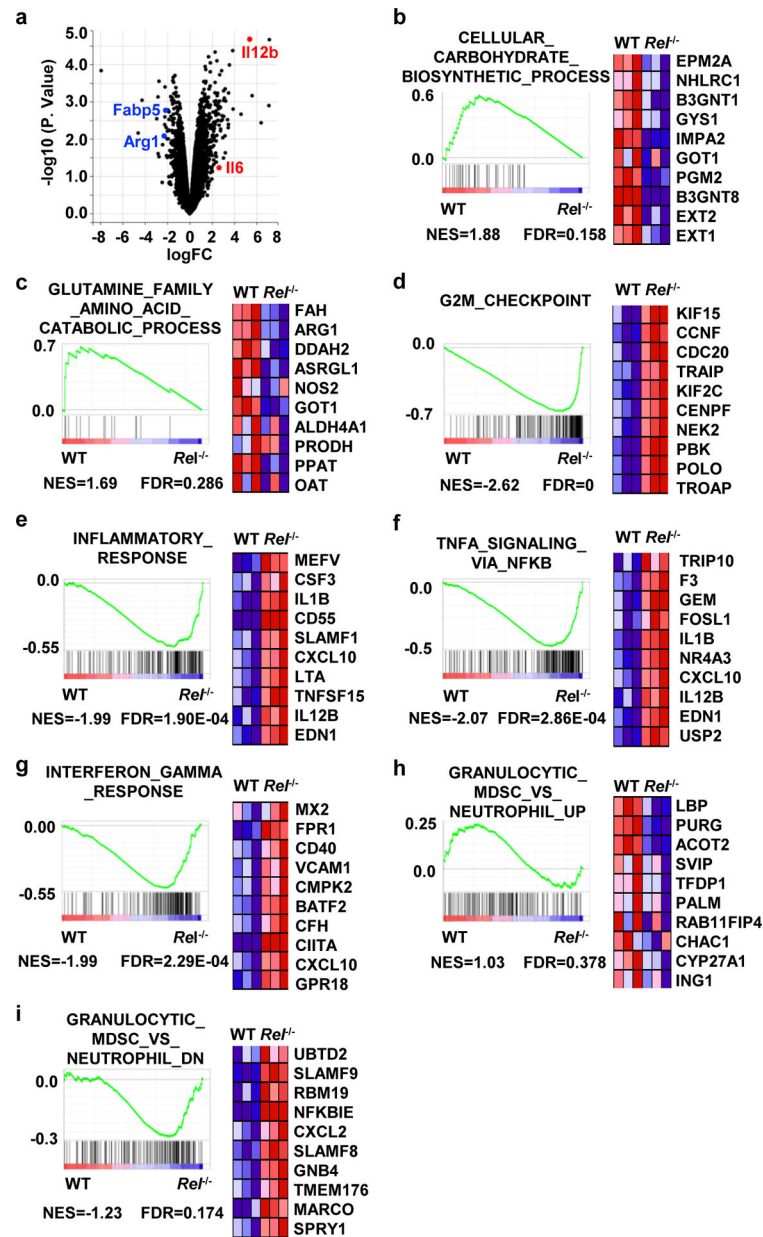 a
5.0
4.0
3.0
2.0
1.0
0.0
-log10 (P. Value)
-8
-4
0
4
8
logFC
Il12b
Fabp5
Arg1
Il6
b
CELLULAR_
CARBOHYDRATE_
BIOSYNTHETIC_PROCESS
0.6
0.0
WT Rel-/-
NES=1.88 FDR=0.158
WT Rel-/-
EPM2A
NHLRC1
B3GNT1
GYS1
IMPA2
GOT1
PGM2
B3GNT8
EXT2
EXT1
c
GLUTAMINE_FAMILY
_AMINO_ACID_
CATABOLIC_PROCESS
0.7
0.0
WT Rel-/-
NES=1.69 FDR=0.286
WT Rel-/-
FAH
ARG1
DDAH2
ASRGL1
NOS2
GOT1
ALDH4A1
PRODH
PPAT
OAT
d
G2M_CHECKPOINT
0.0
-0.7
WT Rel-/-
NES=-2.62 FDR=0
WT Rel-/-
KIF15
CCNF
CDC20
TRAIP
KIF2C
CENPF
NEK2
PBK
POLO
TROAP
e
INFLAMMATORY_
RESPONSE
0.0
-0.55
WT Rel-/-
NES=-1.99 FDR=1.90E-04
WT Rel-/-
MEFV
CSF3
IL1B
CD55
SLAMF1
CXCL10
LTA
TNFSF15
IL12B
EDN1
f
TNFA_SIGNALING_
VIA_NFKB
0.0
-0.5
WT Rel-/-
NES=-2.07 FDR=2.86E-04
WT Rel-/-
TRIP10
F3
GEM
FOSL1
IL1B
NR4A3
CXCL10
IL12B
EDN1
USP2
g
INTERFERON_GAMMA
_RESPONSE
0.00
-0.55
WT Rel-/-
NES=-1.99 FDR=2.29E-04
WT Rel-/-
MX2
FPR1
CD40
VCAM1
CMPK2
BATF2
CFH
CIITA
CXCL10
GPR18
h
GRANULOCYTIC_
MDSC_VS_
NEUTROPHIL_UP
0.25
0.0
WT Rel-/-
NES=1.03 FDR=0.378
WT Rel-/-
LBP
PURG
ACOT2
SVIP
TFDP1
PALM
RAB11FIP4
CHAC1
CYP27A1
ING1
i
GRANULOCYTIC_
MDSC_VS_
NEUTROPHIL_DN
0.0
-0.3
WT Rel-/-
NES=-1.23 FDR=0.174
WT Rel-/-
UBTD2
SLAMF9
RBM19
NFKBIE
CXCL2
SLAMF8
GNB4
TMEM176
MARCO
SPRY1